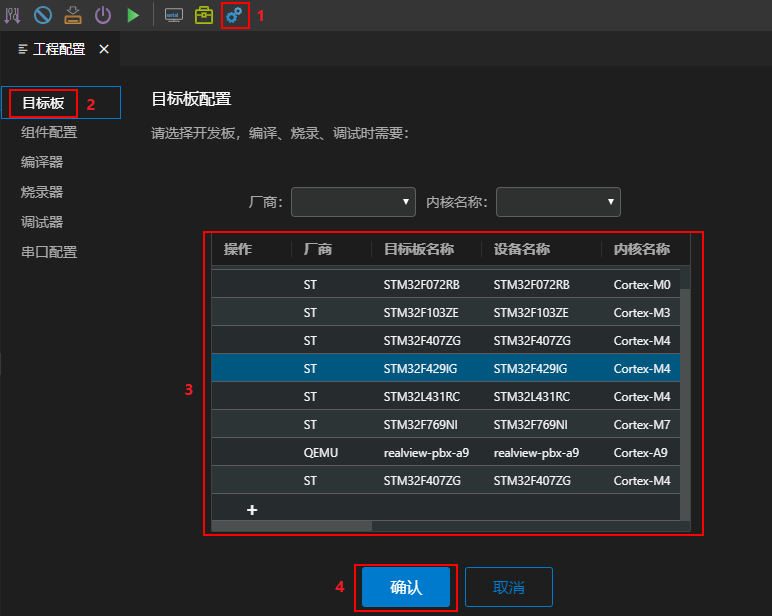 1
工程配置 ×
目标板 2
组件配置
编译器
烧录器
调试器
串口配置
目标板配置
请选择开发板，编译、烧录、调试时需要：
厂商： 内核名称：
操作 厂商 目标板名称 设备名称 内核名称
ST STM32F072RB STM32F072RB Cortex-M0
ST STM32F103ZE STM32F103ZE Cortex-M3
ST STM32F407ZG STM32F407ZG Cortex-M4
ST STM32F429IG STM32F429IG Cortex-M4
ST STM32L431RC STM32L431RC Cortex-M4
ST STM32F769NI STM32F769NI Cortex-M7
QEMU realview-pbx-a9 realview-pbx-a9 Cortex-A9
ST STM32F407ZG STM32F407ZG Cortex-M4
+
3
4 确认 取消